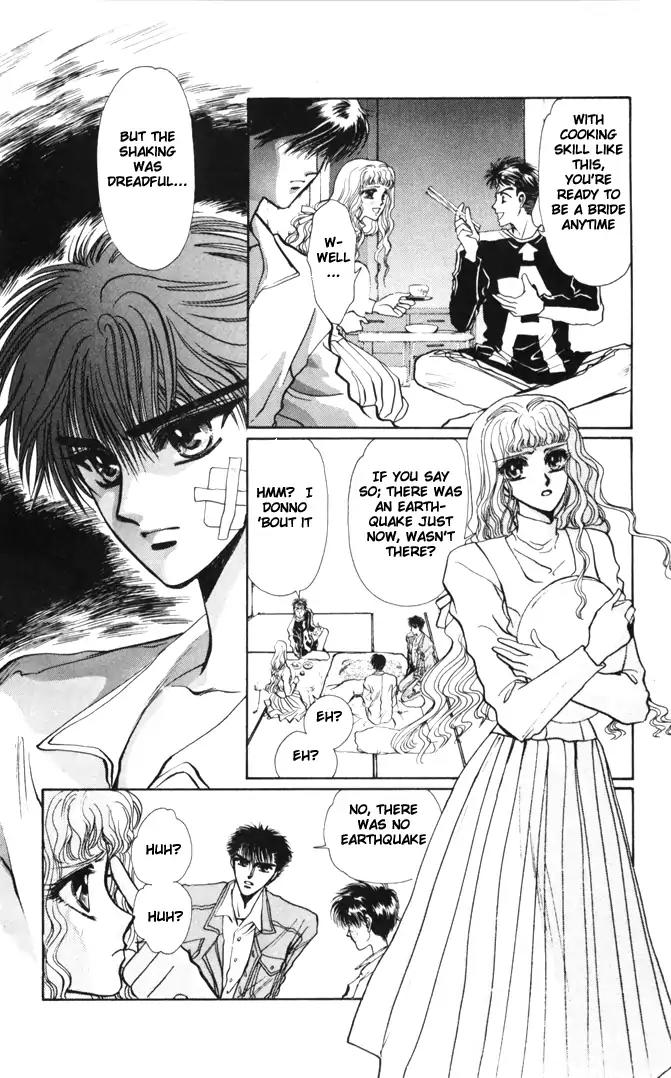 WITH
COOKING
SKILL LIKE
THIS,
YOU'RE
READY TO
BE A BRIDE
ANYTIME
W-
WELL
...
BUT THE
SHAKING
WAS
DREADFUL...
IF YOU SAY
SO; THERE WAS
AN EARTH-
QUAKE JUST
NOW, WASN'T
THERE?
HMM? I
DONNO
'BOUT IT
EH?
EH?
NO, THERE
WAS NO
EARTHQUAKE
HUH?
HUH?